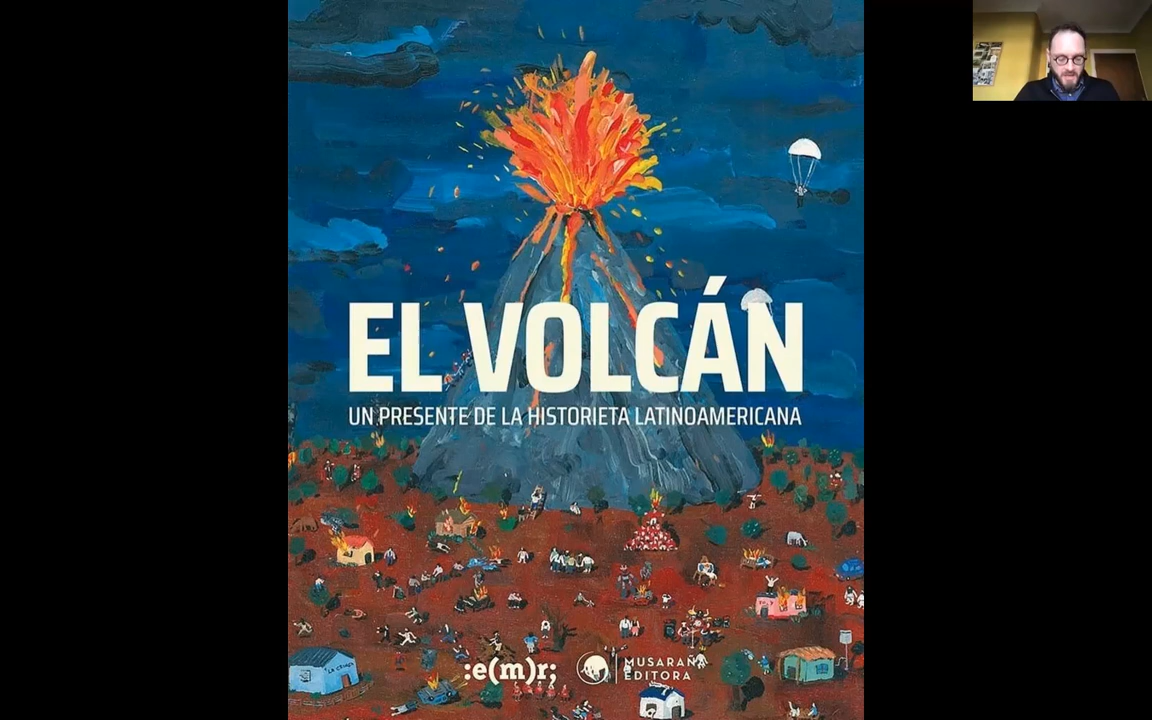 EL VOLCÁN
UN PRESENTE DE LA HISTORIETA LATINOAMERICANA
:e(m)r;
MUSARAÑA
EDITORA